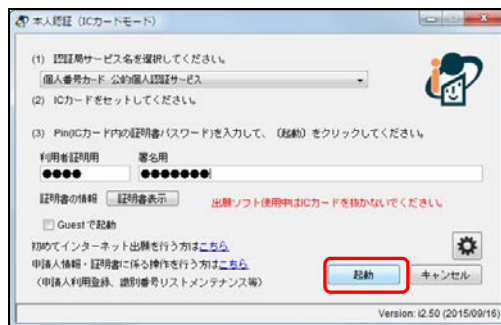 本人認証（ICカードモード）
(1) 認証局サービス名を選択してください。
個人番号カード 公的個人認証サービス
(2) ICカードをセットしてください。
(3) Pin(ICカード内の証明書パスワード)を入力して、〔起動〕をクリックしてください。
利用者証明用 署名用
●●●● ●●●●●●●
証明書の情報 証明書表示 出願ソフト使用中はICカードを抜かないでください。
Guestで起動
初めてインターネット出願を行う方はこちら
申請人情報・証明書に係る操作を行う方はこちら
（申請人利用登録、識別番号リストメンテナンス等）
起動 キャンセル
Version: i2.50 (2015/09/16)